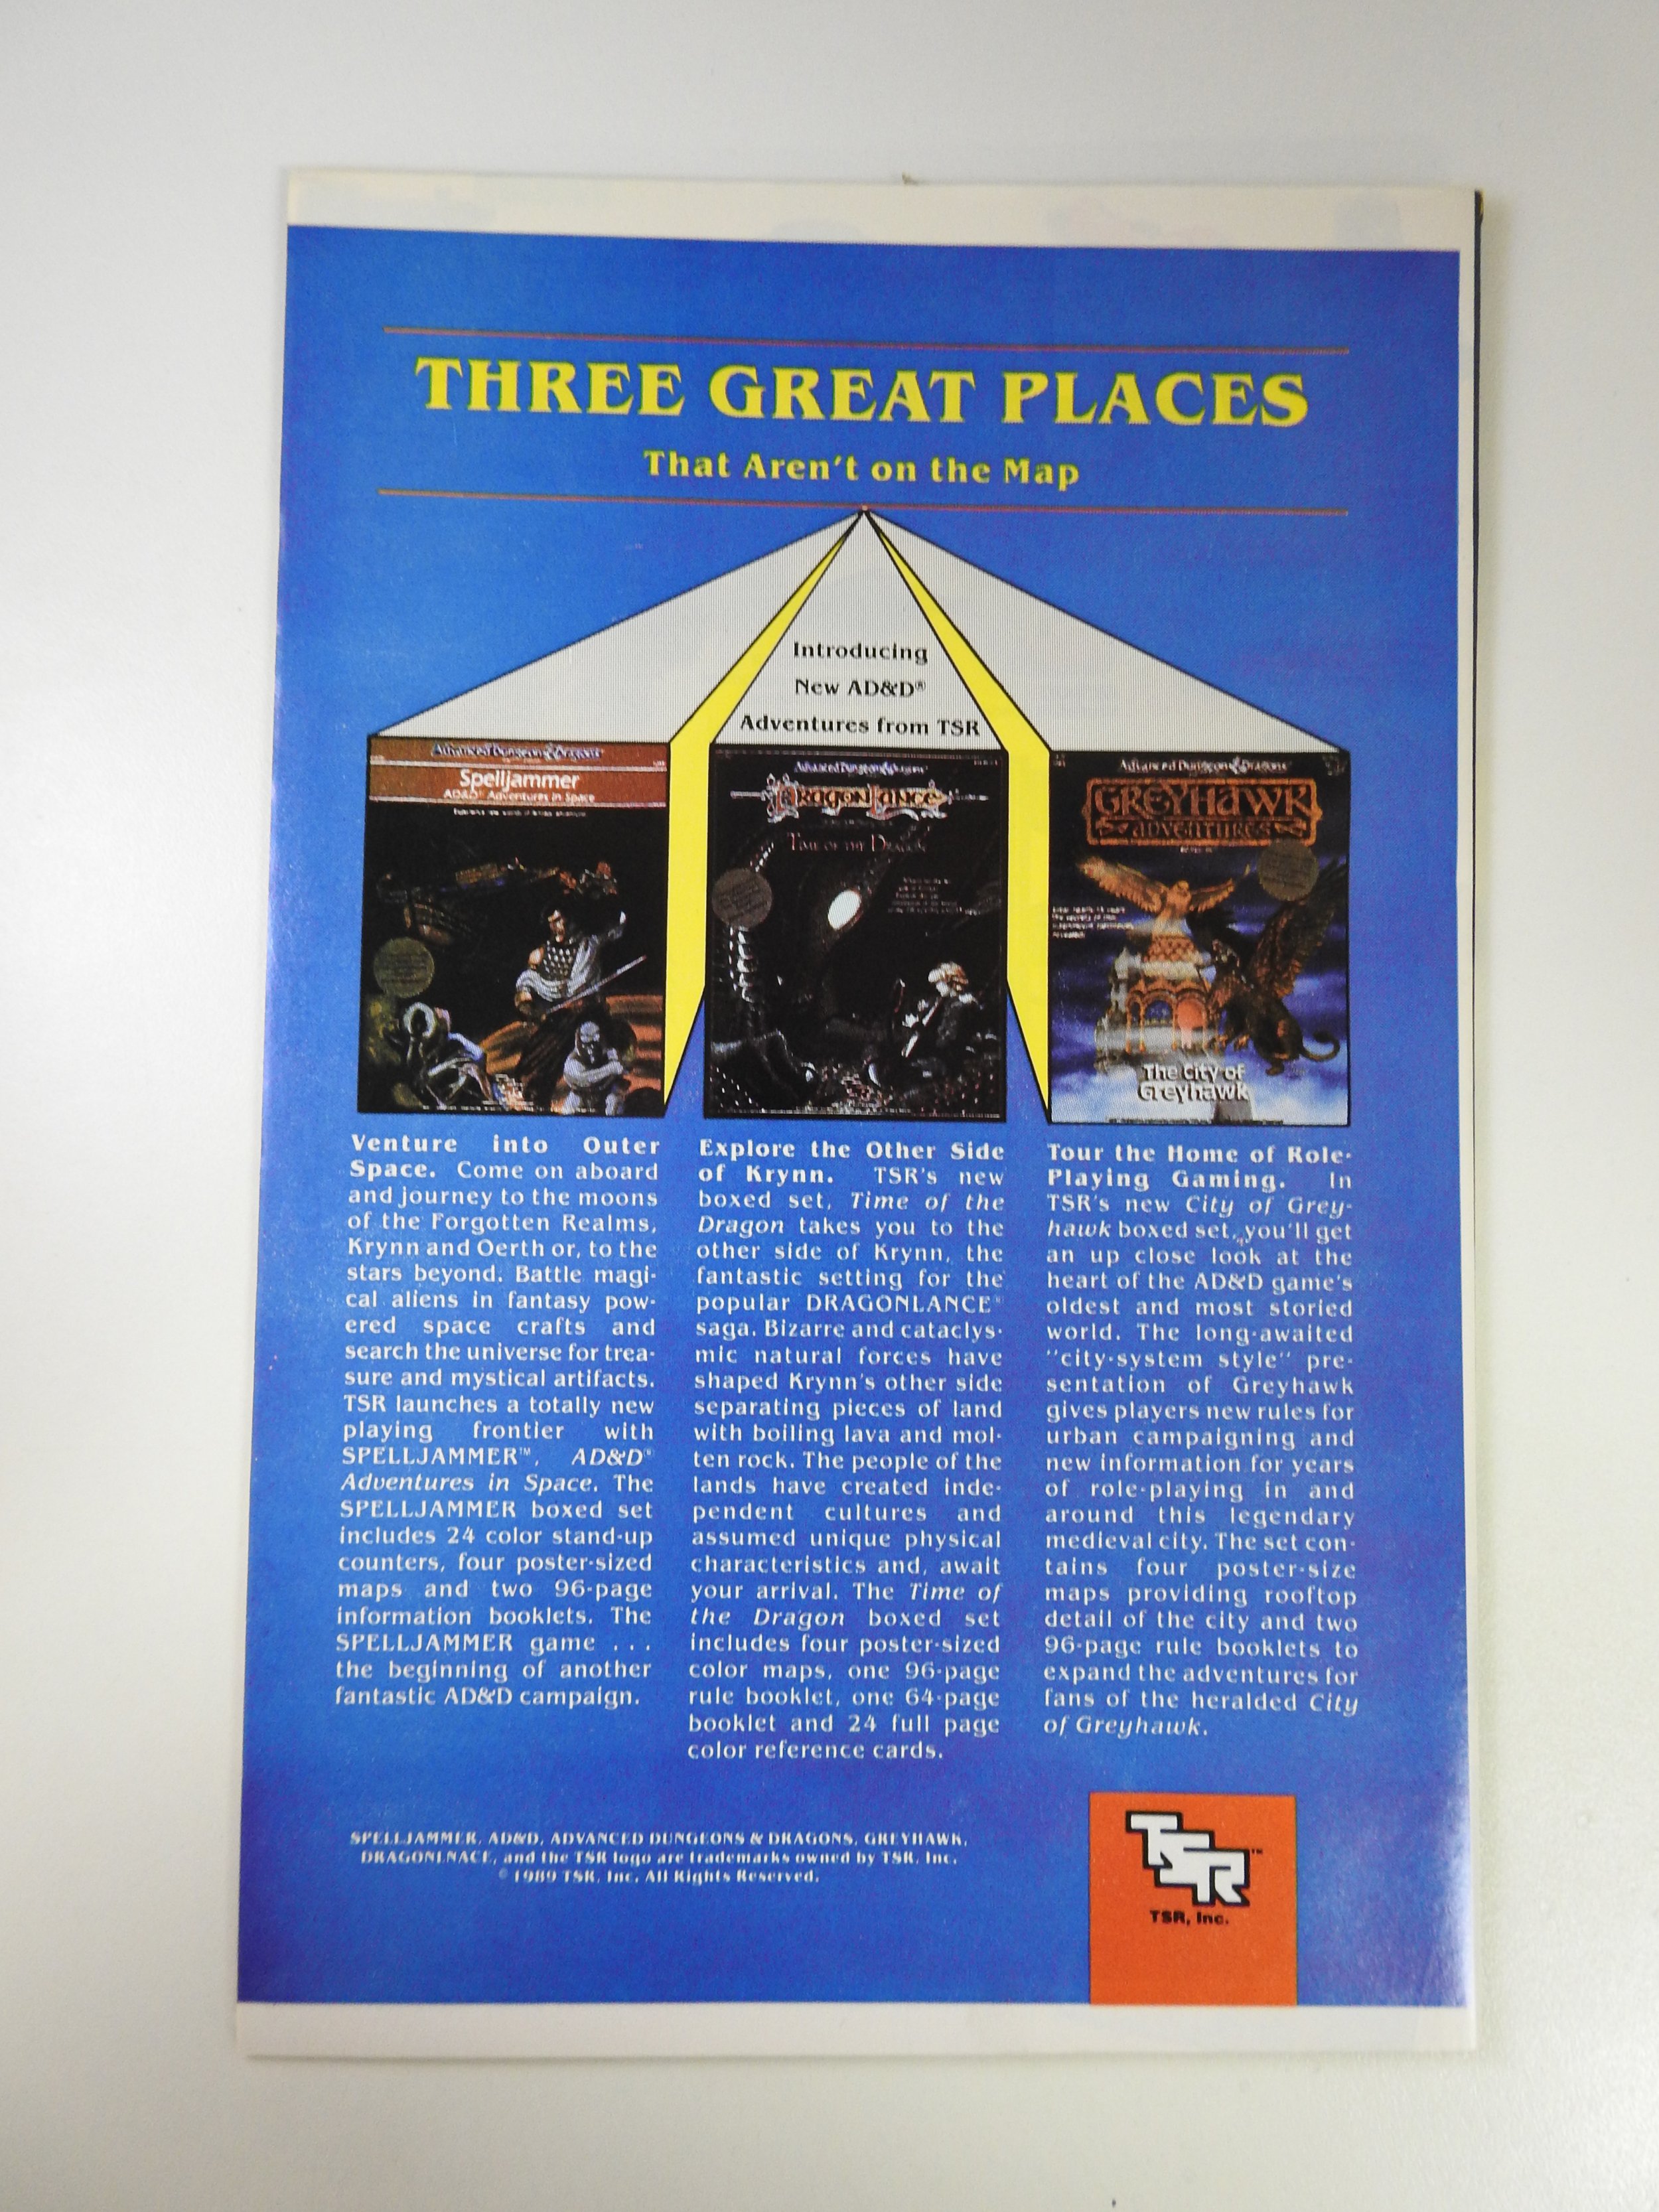 THREE GREAT PLACES
That Aren't on the Map
Introducing
New AD&D®
Adventures from TSR
Advanced Dungeons & Dragons
Spelljammer
AD&D® Adventures in Space
Advanced Dungeons & Dragons
DRAGONLANCE
TIME OF THE DRAGON
Advanced Dungeons & Dragons
GREYHAWK
ADVENTURES
The City of
Greyhawk
Venture into Outer
Space. Come on aboard
and journey to the moons
of the Forgotten Realms,
Krynn and Oerth or, to the
stars beyond. Battle magi-
cal aliens in fantasy pow-
ered space crafts and
search the universe for trea-
sure and mystical artifacts.
TSR launches a totally new
playing frontier with
SPELLJAMMER™, AD&D®
Adventures in Space. The
SPELLJAMMER boxed set
includes 24 color stand-up
counters, four poster-sized
maps and two 96-page
information booklets. The
SPELLJAMMER game . . .
the beginning of another
fantastic AD&D campaign.
Explore the Other Side
of Krynn. TSR's new
boxed set, Time of the
Dragon takes you to the
other side of Krynn, the
fantastic setting for the
popular DRAGONLANCE®
saga. Bizarre and cataclys-
mic natural forces have
shaped Krynn's other side
separating pieces of land
with boiling lava and mol-
ten rock. The people of the
lands have created inde-
pendent cultures and
assumed unique physical
characteristics and, await
your arrival. The Time of
the Dragon boxed set
includes four poster-sized
color maps, one 96-page
rule booklet, one 64-page
booklet and 24 full page
color reference cards.
Tour the Home of Role-
Playing Gaming. In
TSR's new City of Grey-
hawk boxed set, you'll get
an up close look at the
heart of the AD&D game's
oldest and most storied
world. The long-awaited
"city-system style" pre-
sentation of Greyhawk
gives players new rules for
urban campaigning and
new information for years
of role-playing in and
around this legendary
medieval city. The set con-
tains four poster-size
maps providing rooftop
detail of the city and two
96-page rule booklets to
expand the adventures for
fans of the heralded City
of Greyhawk.
SPELLJAMMER, AD&D, ADVANCED DUNGEONS & DRAGONS, GREYHAWK,
DRAGONLNACE, and the TSR logo are trademarks owned by TSR, Inc.
© 1989 TSR, Inc. All Rights Reserved.
TSR™
TSR, Inc.